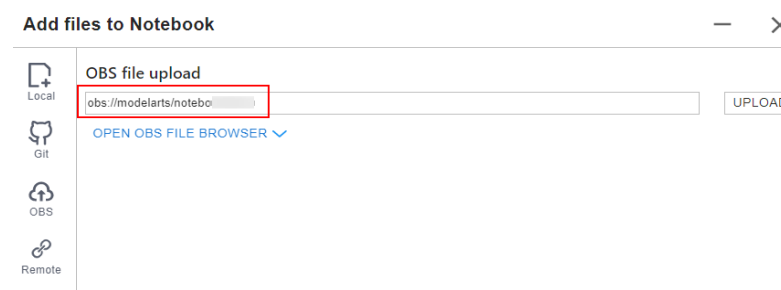 Add files to Notebook
Local
Git
OBS
Remote
OBS file upload
obs://modelarts/notebo
UPLOAD
OPEN OBS FILE BROWSER